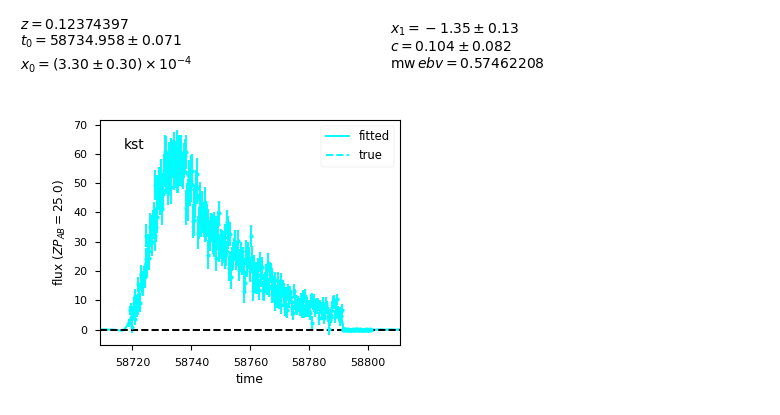 z = 0.12374397
t₀ = 58734.958 ± 0.071
x₀ = (3.30 ± 0.30) × 10⁻⁴
x₁ = −1.35 ± 0.13
c = 0.104 ± 0.082
mw ebv = 0.57462208
kst
fitted
true
flux (ZP_AB = 25.0)
70
60
50
40
30
20
10
0
58720 58740 58760 58780 58800
time